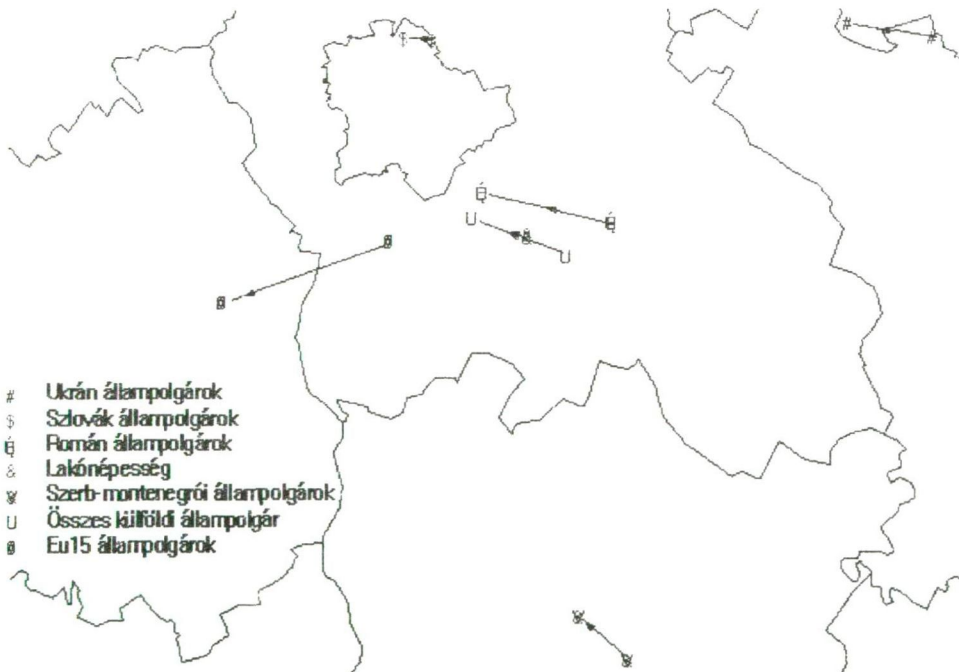 # Ukrán állampolgárok
$ Szlovák állampolgárok
Román állampolgárok
& Lakónépesség
Szerb-montenegrói állampolgárok
U Összes külföldi állampolgár
Eu15 állampolgárok
$
#
#
U
&
U